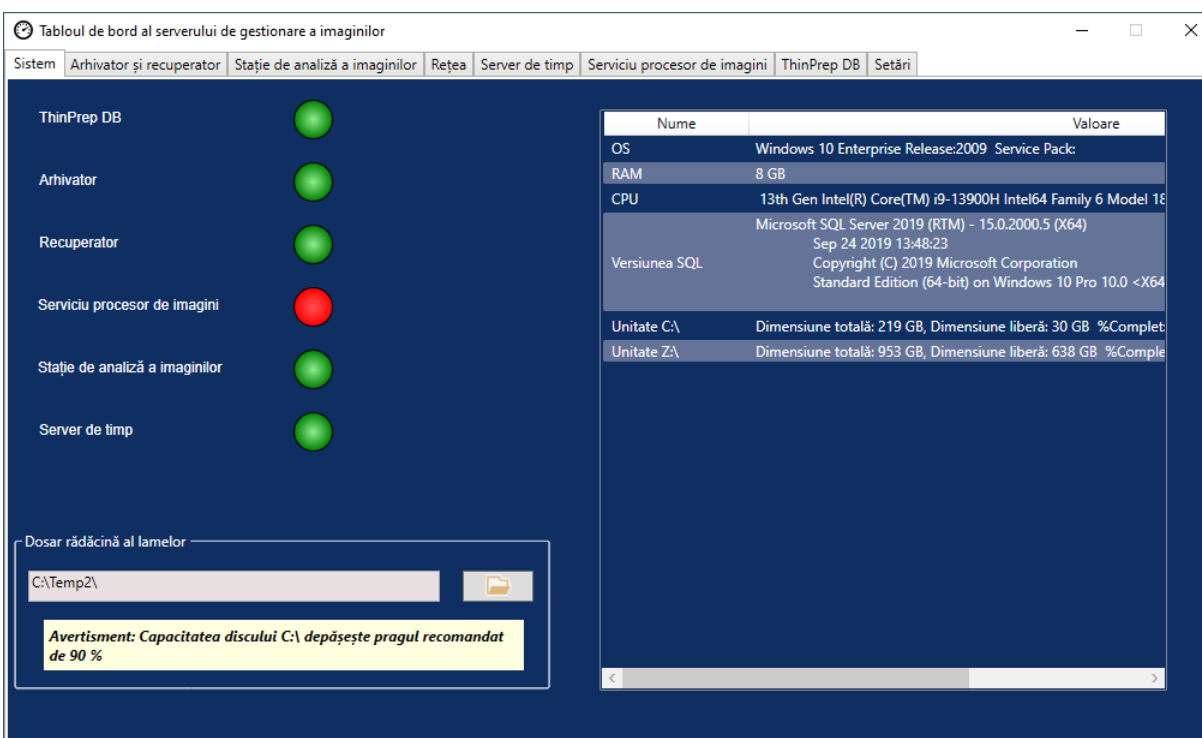 Tabloul de bord al serverului de gestionare a imaginilor
Sistem Arhivator și recuperator Stație de analiză a imaginilor Rețea Server de timp Serviciu procesor de imagini ThinPrep DB Setări
ThinPrep DB
Arhivator
Recuperator
Serviciu procesor de imagini
Stație de analiză a imaginilor
Server de timp
Dosar rădăcină al lamelor
C:\Temp2\
Avertisment: Capacitatea discului C:\ depășește pragul recomandat
de 90 %
Nume Valoare
OS Windows 10 Enterprise Release:2009 Service Pack:
RAM 8 GB
CPU 13th Gen Intel(R) Core(TM) i9-13900H Intel64 Family 6 Model 18
Versiunea SQL Microsoft SQL Server 2019 (RTM) - 15.0.2000.5 (X64)
Sep 24 2019 13:48:23
Copyright (C) 2019 Microsoft Corporation
Standard Edition (64-bit) on Windows 10 Pro 10.0 <X64
Unitate C:\ Dimensiune totală: 219 GB, Dimensiune liberă: 30 GB %Complet
Unitate Z:\ Dimensiune totală: 953 GB, Dimensiune liberă: 638 GB %Comple